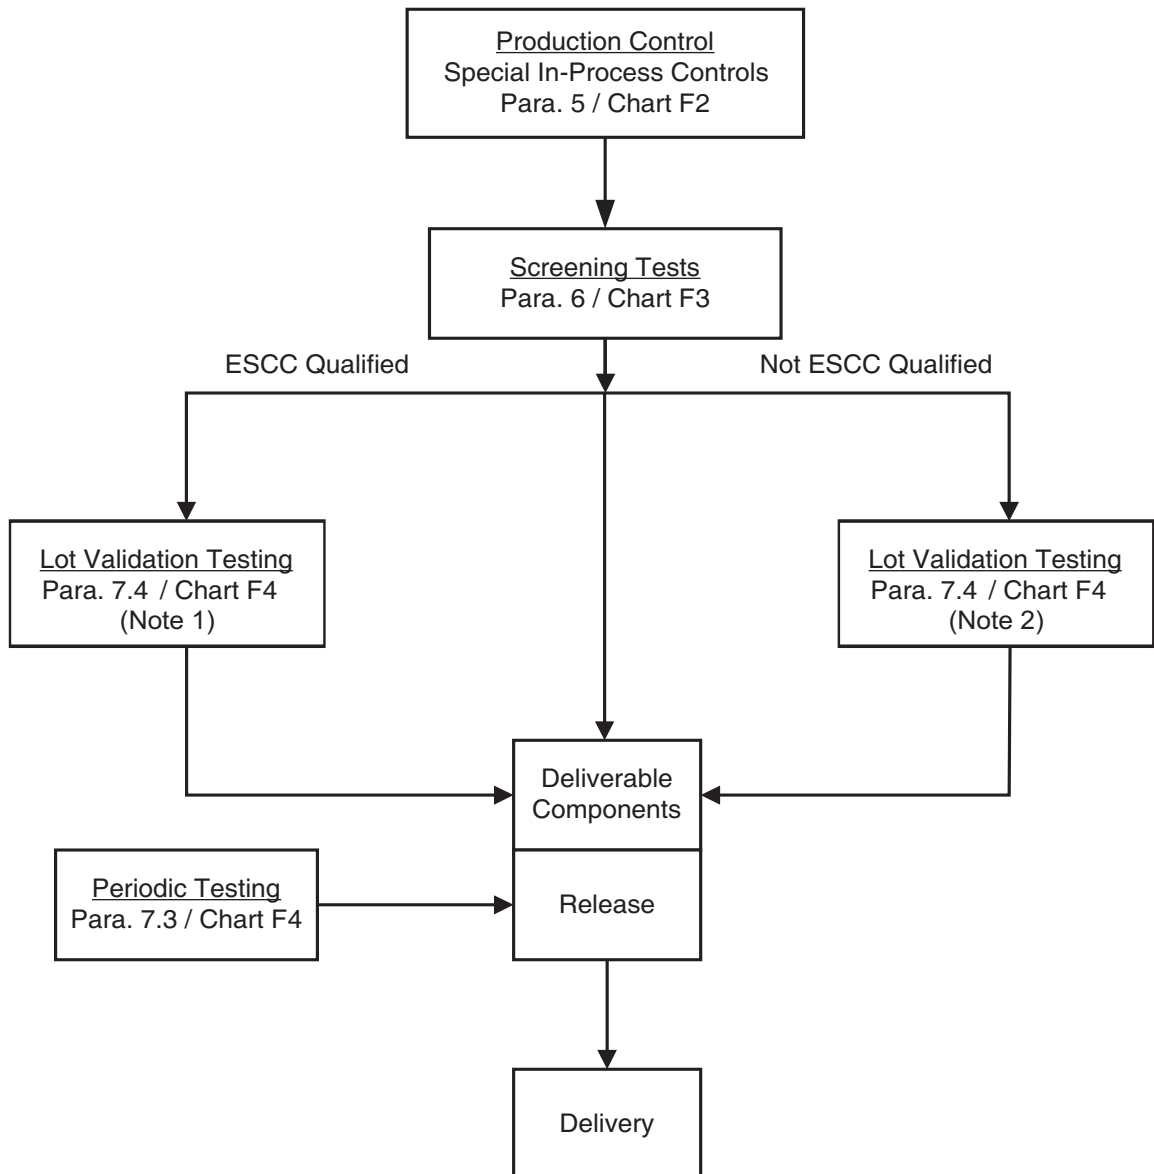 Production Control
Special In-Process Controls
Para. 5 / Chart F2
Screening Tests
Para. 6 / Chart F3
ESCC Qualified
Not ESCC Qualified
Lot Validation Testing
Para. 7.4 / Chart F4
(Note 1)
Lot Validation Testing
Para. 7.4 / Chart F4
(Note 2)
Deliverable
Components
Periodic Testing
Para. 7.3 / Chart F4
Release
Delivery